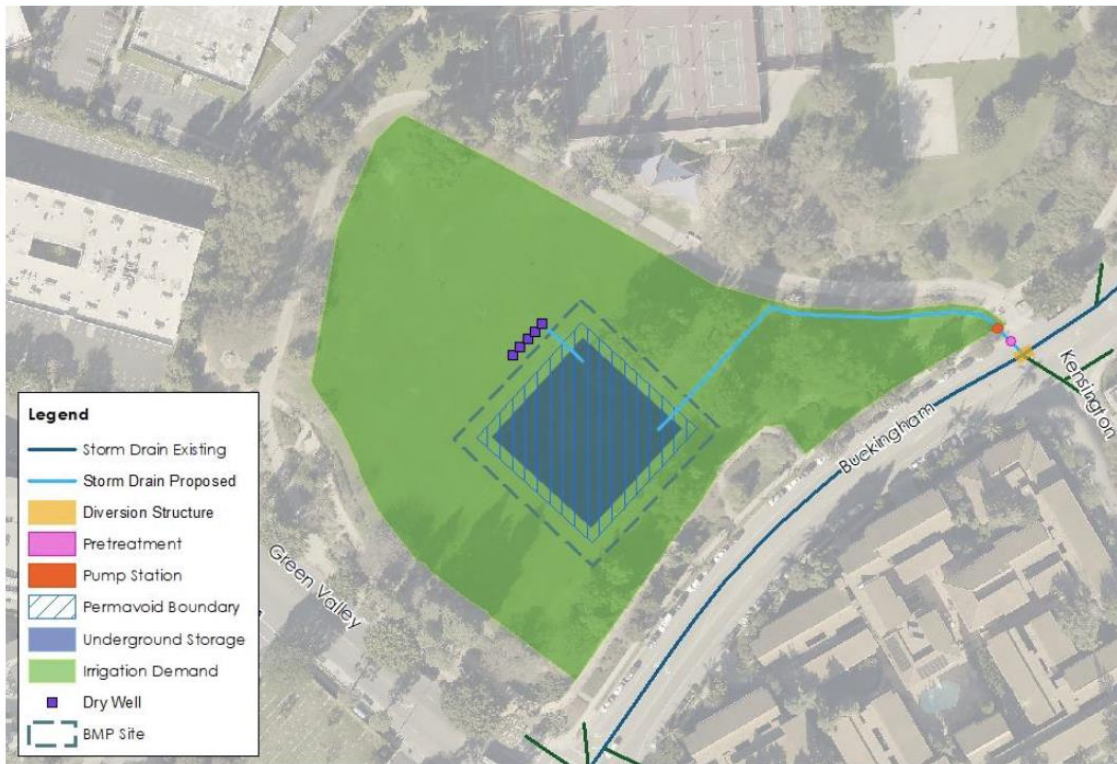 Kensington
Buckingham
Green Valley
Legend
Storm Drain Existing
Storm Drain Proposed
Diversion Structure
Pretreatment
Pump Station
Permavoid Boundary
Underground Storage
Irrigation Demand
Dry Well
BMP Site